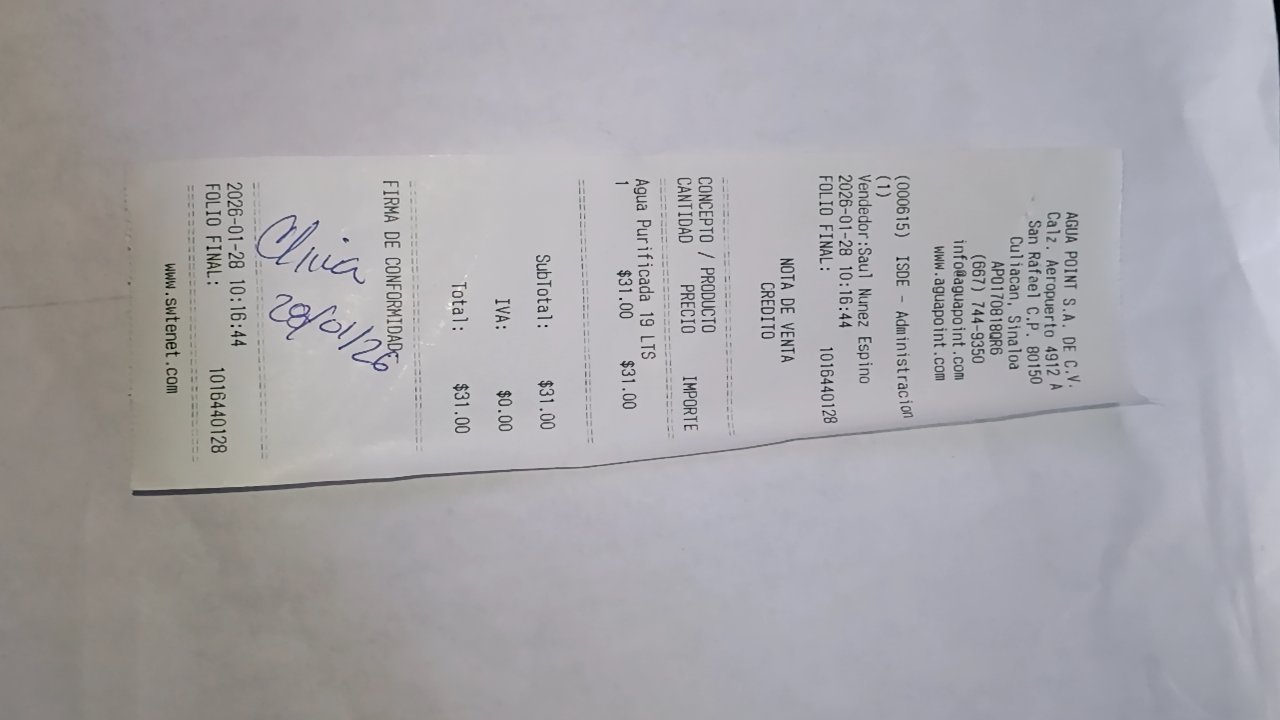 AGUA POINT S.A. DE C.V.
Calz. Aeropuerto 4912 A
San Rafael C.P. 80150
Culiacan, Sinaloa
APO170818QR6
(667) 744-9350
info@aguapoint.com
www.aguapoint.com
(000615) ISDE - Administracion
(1)
Vendedor:Saul Nunez Espino
2026-01-28 10:16:44
FOLIO FINAL: 1016440128
NOTA DE VENTA
CREDITO
CONCEPTO / PRODUCTO
CANTIDAD PRECIO IMPORTE
Agua Purificada 19 LTS
1 $31.00 $31.00
SubTotal: $31.00
IVA: $0.00
Total: $31.00
FIRMA DE CONFORMIDAD
28/01/26
2026-01-28 10:16:44
FOLIO FINAL: 1016440128
www.swtenet.com